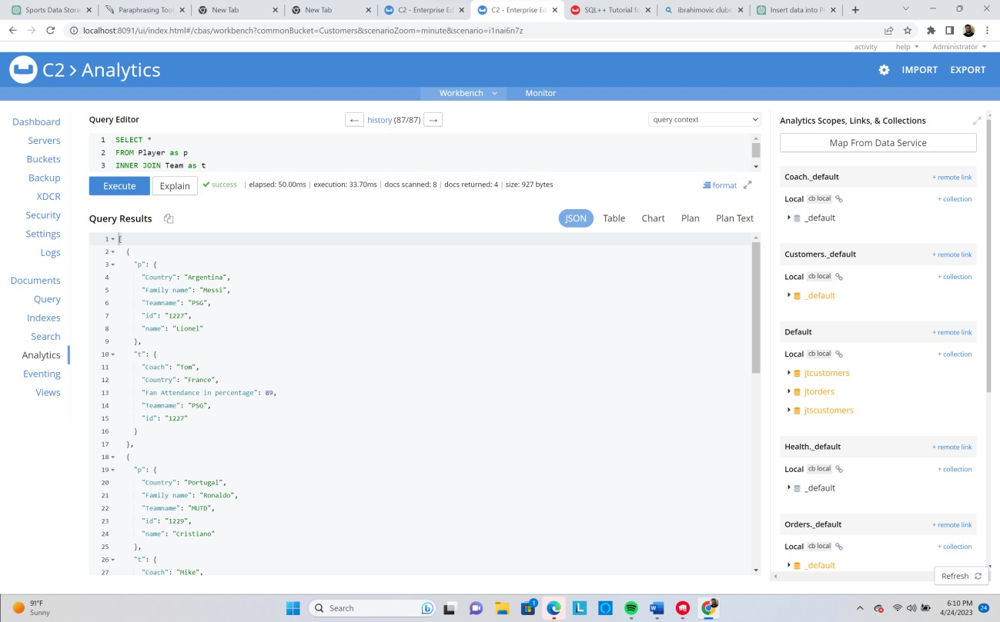 Sports Data Stora
Paraphrasing Too
New Tab
New Tab
C2 - Enterprise Ed
C2 - Enterprise Ed
SQL++ Tutorial fo
ibrahimovic clubs
Insert data into Pl
localhost:8091/ui/index.html#/cbas/workbench?commonBucket=Customers&scenarioZoom=minute&scenario=i1nai6n7z
activity help Administrator
C2 > Analytics
IMPORT EXPORT
Workbench Monitor
Dashboard
Servers
Buckets
Backup
XDCR
Security
Settings
Logs
Documents
Query
Indexes
Search
Analytics
Eventing
Views
Query Editor
← history (87/87) →
query context
1 SELECT *
2 FROM Player as p
3 INNER JOIN Team as t
Execute Explain success | elapsed: 50.00ms | execution: 33.70ms | docs scanned: 8 | docs returned: 4 | size: 927 bytes
format
Query Results
JSON Table Chart Plan Plan Text
1 [
2 {
3 "p": {
4 "Country": "Argentina",
5 "Family name": "Messi",
6 "Teamname": "PSG",
7 "id": "1227",
8 "name": "Lionel"
9 },
10 "t": {
11 "Coach": "Tom",
12 "Country": "France",
13 "Fan Attendance in percentage": 89,
14 "Teamname": "PSG",
15 "id": "1227"
16 }
17 },
18 {
19 "p": {
20 "Country": "Portugal",
21 "Family name": "Ronaldo",
22 "Teamname": "MUTD",
23 "id": "1229",
24 "name": "Cristiano"
25 },
26 "t": {
27 "Coach": "Mike",
Analytics Scopes, Links, & Collections
Map From Data Service
Coach._default + remote link
Local cb local + collection
_default
Customers._default + remote link
Local cb local + collection
_default
Default + remote link
Local cb local + collection
jtcustomers
jtorders
jtscustomers
Health._default + remote link
Local cb local + collection
_default
Orders._default + remote link
Local cb local + collection
_default
Refresh
91°F
Sunny
Search
1
L
6:10 PM
4/24/2023
24